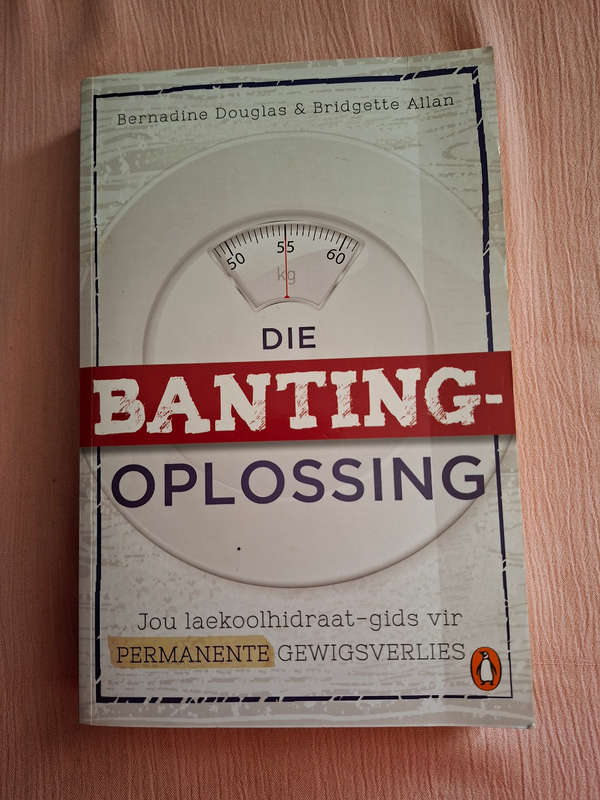 Bernadine Douglas & Bridgette Allan
50 55 60
kg
DIE
BANTING-
OPLOSSING
Jou laekoolhidraat-gids vir
PERMANENTE GEWIGSVERLIES